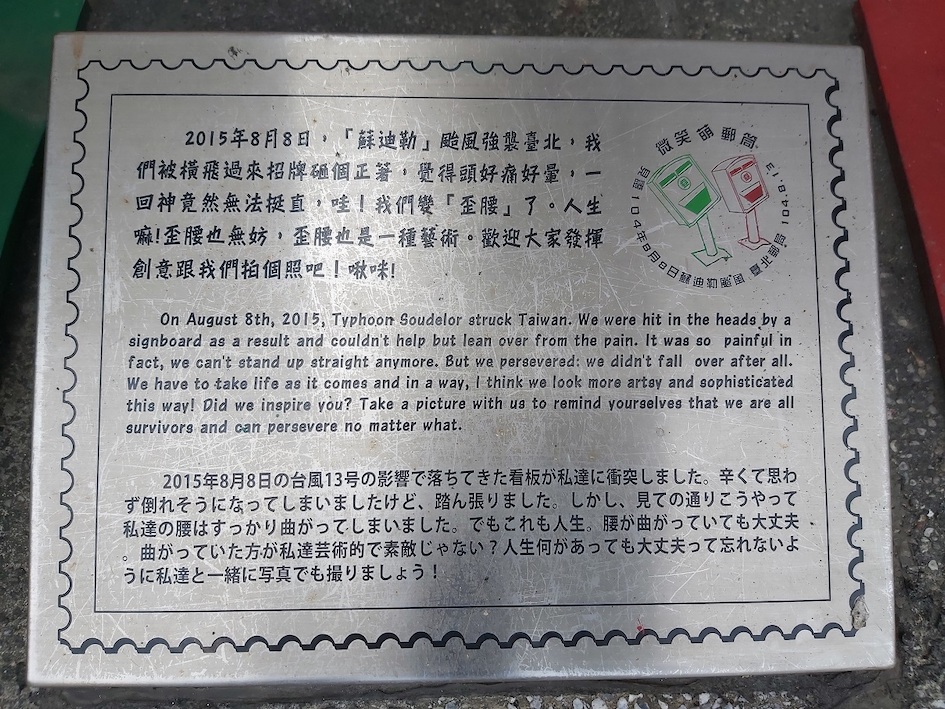 2015年8月8日，「蘇迪勒」颱風強襲臺北，我
們被橫飛過來招牌砸個正著，覺得頭好痛好暈，一
回神竟然無法挺直，哇！我們變「歪腰」了。人生
嘛!歪腰也無妨，歪腰也是一種藝術。歡迎大家發揮
創意跟我們拍個照吧！啾咪!
微笑萌郵筒
104年8月8日蘇迪勒颱風 臺北郵局
On August 8th, 2015, Typhoon Soudelor struck Taiwan. We were hit in the heads by a
signboard as a result and couldn't help but lean over from the pain. It was so painful in
fact, we can't stand up straight anymore. But we persevered: we didn't fall over after all.
We have to take life as it comes and in a way, I think we look more artsy and sophisticated
this way! Did we inspire you? Take a picture with us to remind yourselves that we are all
survivors and can persevere no matter what.
2015年8月8日の台風13号の影響で落ちてきた看板が私達に衝突しました。辛くて思わ
ず倒れそうになってしまいましたけど、踏ん張りました。しかし、見ての通りこうやって
私達の腰はすっかり曲がってしまいました。でもこれも人生。腰が曲がっていても大丈夫
。曲がっていた方が私達芸術的で素敵じゃない？人生何があっても大丈夫って忘れないよ
うに私達と一緒に写真でも撮りましょう！